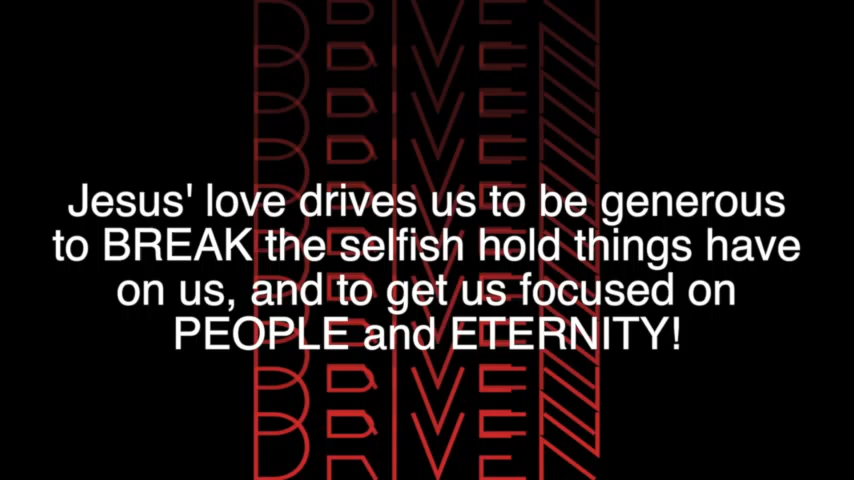 Jesus' love drives us to be generous
to BREAK the selfish hold things have
on us, and to get us focused on
PEOPLE and ETERNITY!
DRIVEN